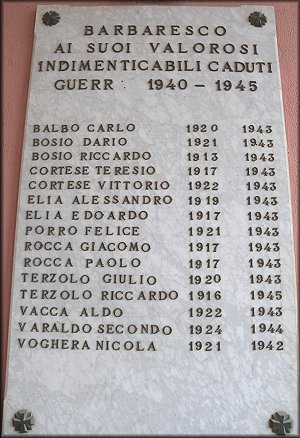 BARBARESCO
AI SUOI VALOROSI
INDIMENTICABILI CADUTI
GUERR : 1940 - 1945
BALBO CARLO 1920 1943
BOSIO DARIO 1921 1943
BOSIO RICCARDO 1913 1943
CORTESE TERESIO 1917 1943
CORTESE VITTORIO 1922 1943
ELIA ALESSANDRO 1919 1943
ELIA EDOARDO 1917 1943
PORRO FELICE 1921 1943
ROCCA GIACOMO 1917 1943
ROCCA PAOLO 1917 1943
TERZOLO GIULIO 1920 1943
TERZOLO RICCARDO 1916 1945
VACCA ALDO 1922 1943
VARALDO SECONDO 1924 1944
VOGHERA NICOLA 1921 1942